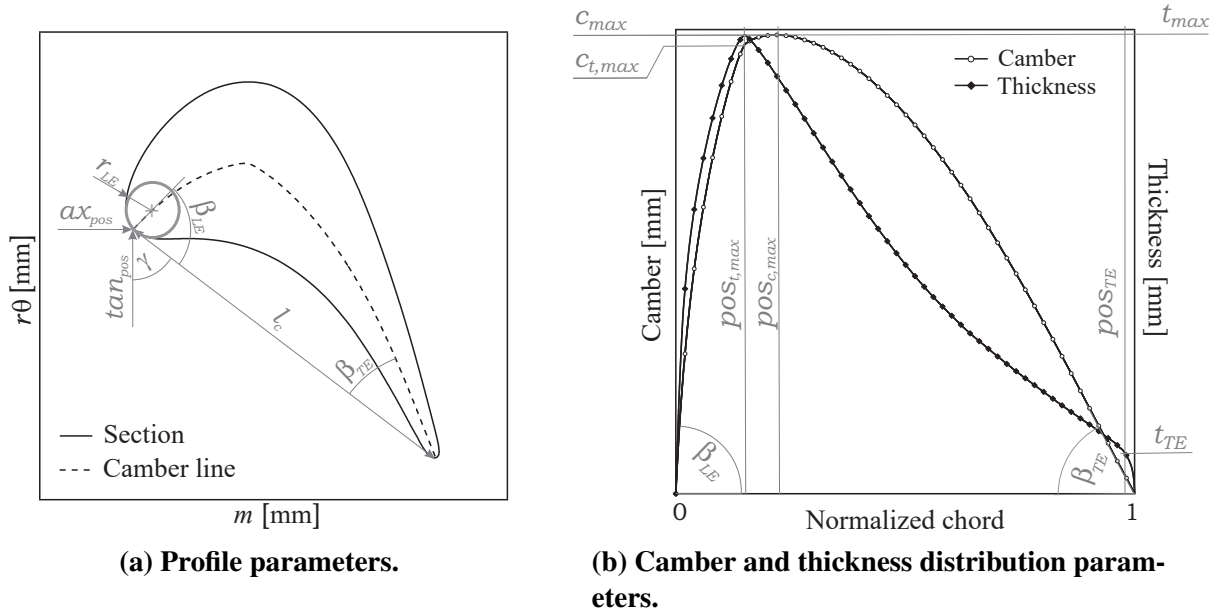 r_LE
ax_pos
tan_pos
γ
β_LE
l_c
β_TE
rθ [mm]
Section
Camber line
m [mm]
(a) Profile parameters.
c_max
c_t,max
t_max
Camber
Thickness
Camber [mm]
pos_t,max
pos_c,max
pos_TE
Thickness [mm]
β_LE
β_TE
t_TE
0
Normalized chord
1
(b) Camber and thickness distribution param-
eters.